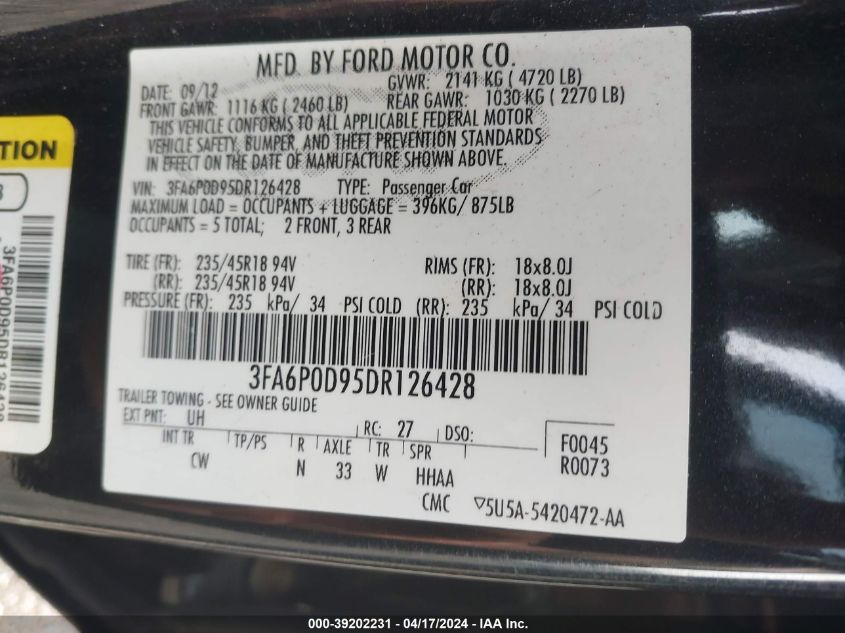 MFD. BY FORD MOTOR CO.
DATE: 09/12 GVWR: 2141 KG ( 4720 LB)
FRONT GAWR: 1116 KG ( 2460 LB) REAR GAWR: 1030 KG ( 2270 LB)
THIS VEHICLE CONFORMS TO ALL APPLICABLE FEDERAL MOTOR
VEHICLE SAFETY, BUMPER, AND THEFT PREVENTION STANDARDS
IN EFFECT ON THE DATE OF MANUFACTURE SHOWN ABOVE.
VIN: 3FA6P0D95DR126428 TYPE: Passenger Car
MAXIMUM LOAD = OCCUPANTS + LUGGAGE = 396KG/ 875LB
OCCUPANTS = 5 TOTAL; 2 FRONT, 3 REAR
TIRE (FR): 235/45R18 94V RIMS (FR): 18x8.0J
(RR): 235/45R18 94V (RR): 18x8.0J
PRESSURE (FR): 235 kPa/ 34 PSI COLD (RR): 235 kPa/ 34 PSI COLD
3FA6P0D95DR126428
TRAILER TOWING - SEE OWNER GUIDE
EXT PNT: UH RC: 27 DSO: F0045
INT TR TP/PS R AXLE TR SPR R0073
CW N 33 W HHAA
CMC ▽5U5A-5420472-AA
TION
3FA6P0D95DR126428
000-39202231 - 04/17/2024 - IAA Inc.